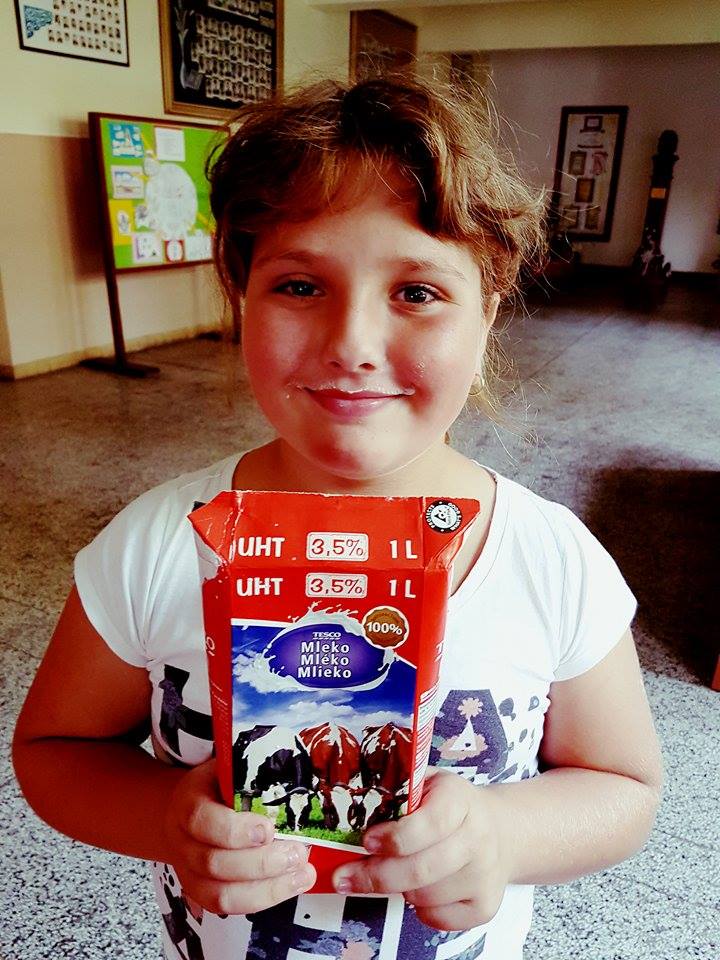 UHT 3,5% 1 L
UHT 3,5% 1 L
100%
TESCO
Mleko
Mléko
Mlieko